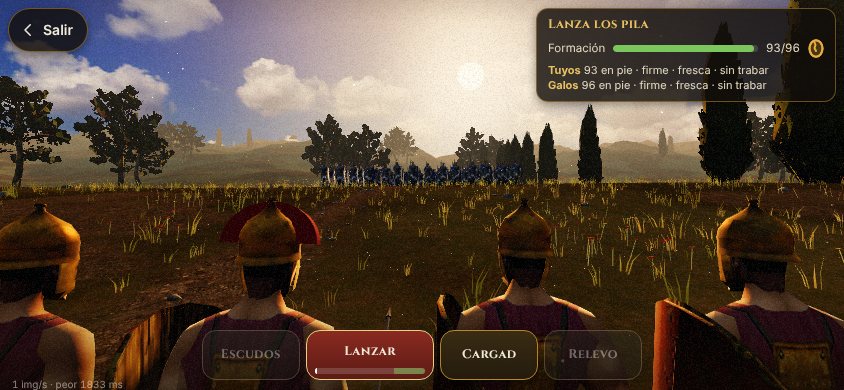 Salir
Lanza los pila
Formación 93/96
Tuyos 93 en pie · firme · fresca · sin trabar
Galos 96 en pie · firme · fresca · sin trabar
Escudos
Lanzar
Cargad
Relevo
1 img/s · peor 1833 ms